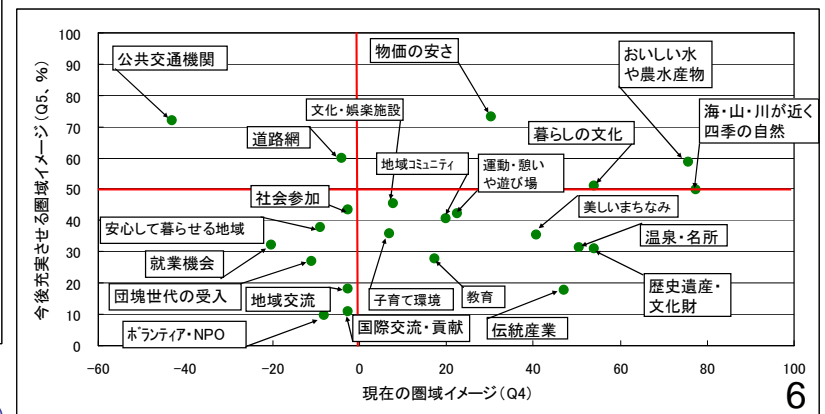 今後充実させる圏域イメージ(Q5、%)
100
90
80
70
60
50
40
30
20
10
0
公共交通機関
物価の安さ
おいしい水
や農水産物
文化・娯楽施設
道路網
暮らしの文化
海・山・川が近く
四季の自然
地域コミュニティ
運動・憩い
や遊び場
社会参加
美しいまちなみ
安心して暮らせる地域
温泉・名所
就業機会
団塊世代の受入
地域交流
子育て環境
教育
歴史遺産・
文化財
ボランティア・NPO
国際交流・貢献
伝統産業
-60
-40
-20
0
20
40
60
80
100
現在の圏域イメージ(Q4)
6